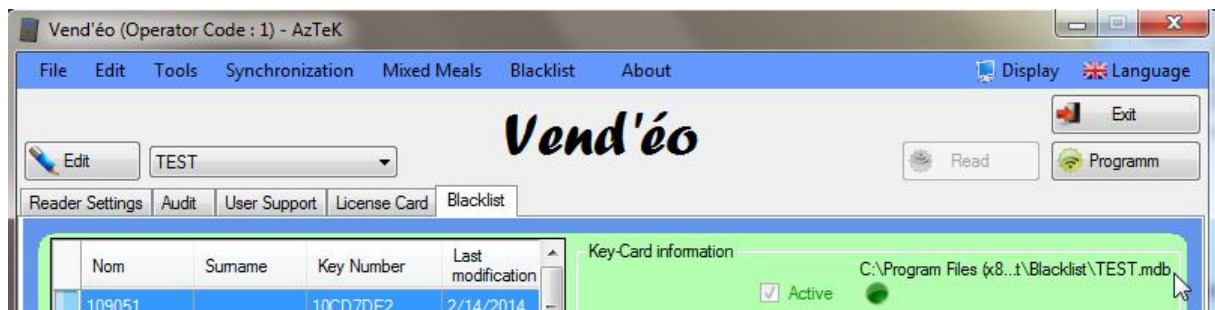 Vend'éo (Operator Code : 1) - AzTeK
File Edit Tools Synchronization Mixed Meals Blacklist About Display Language
Vend'éo
Exit
Edit TEST Read Programm
Reader Settings Audit User Support License Card Blacklist
Nom Surname Key Number Last modification
Key-Card information
C:\Program Files (x8...t\Blacklist\TEST.mdb
Active
109051 10CD7DE2 2/14/2014